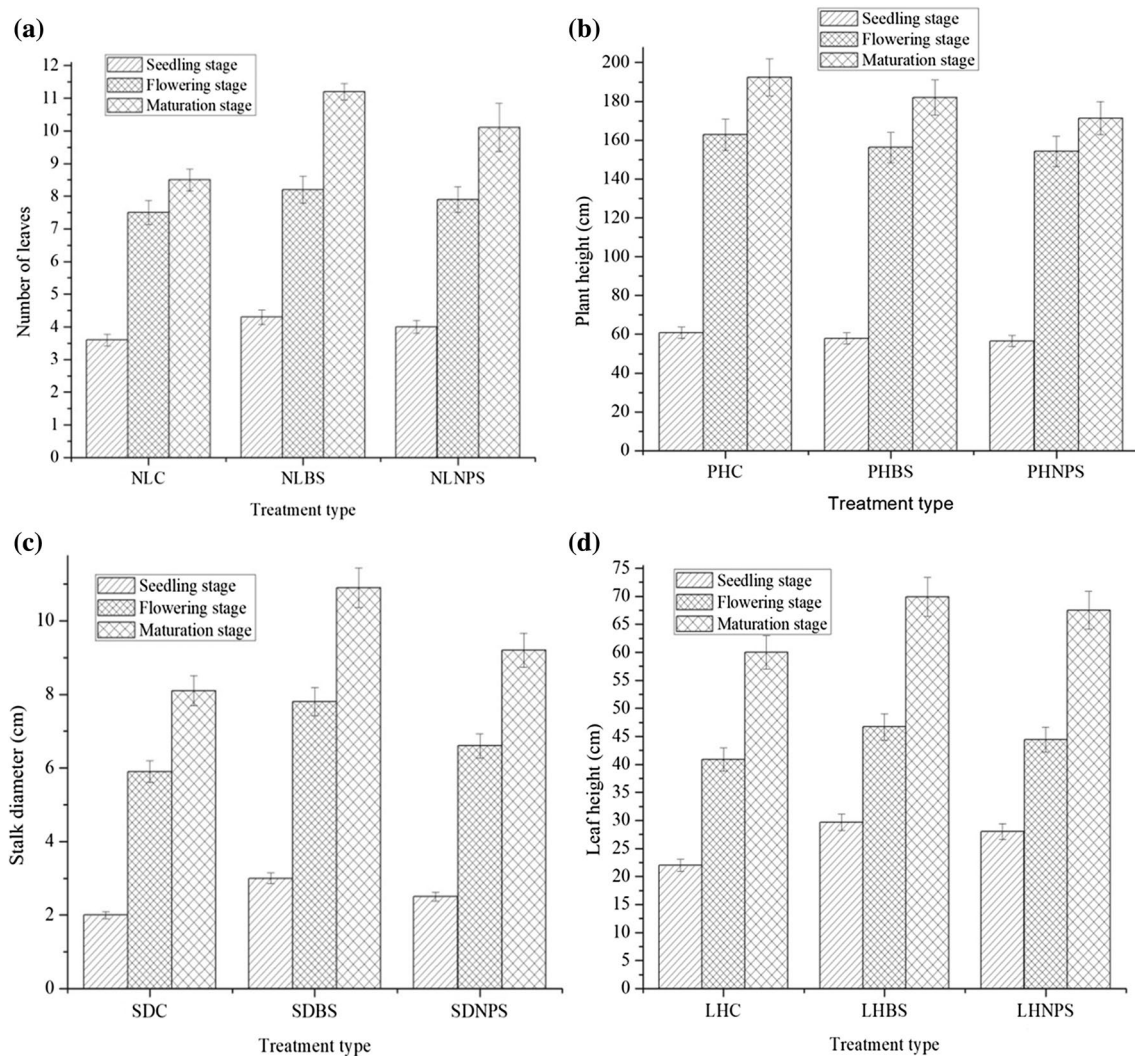 (a)
Seedling stage
Flowering stage
Maturation stage
12
11
10
9
8
7
6
5
4
3
2
1
0
Number of leaves
NLC NLBS NLNPS
Treatment type
(b)
Seedling stage
Flowering stage
Maturation stage
200
180
160
140
120
100
80
60
40
20
0
Plant height (cm)
PHC PHBS PHNPS
Treatment type
(c)
Seedling stage
Flowering stage
Maturation stage
10
8
6
4
2
0
Stalk diameter (cm)
SDC SDBS SDNPS
Treatment type
(d)
Seedling stage
Flowering stage
Maturation stage
75
70
65
60
55
50
45
40
35
30
25
20
15
10
5
0
Leaf height (cm)
LHC LHBS LHNPS
Treatment type